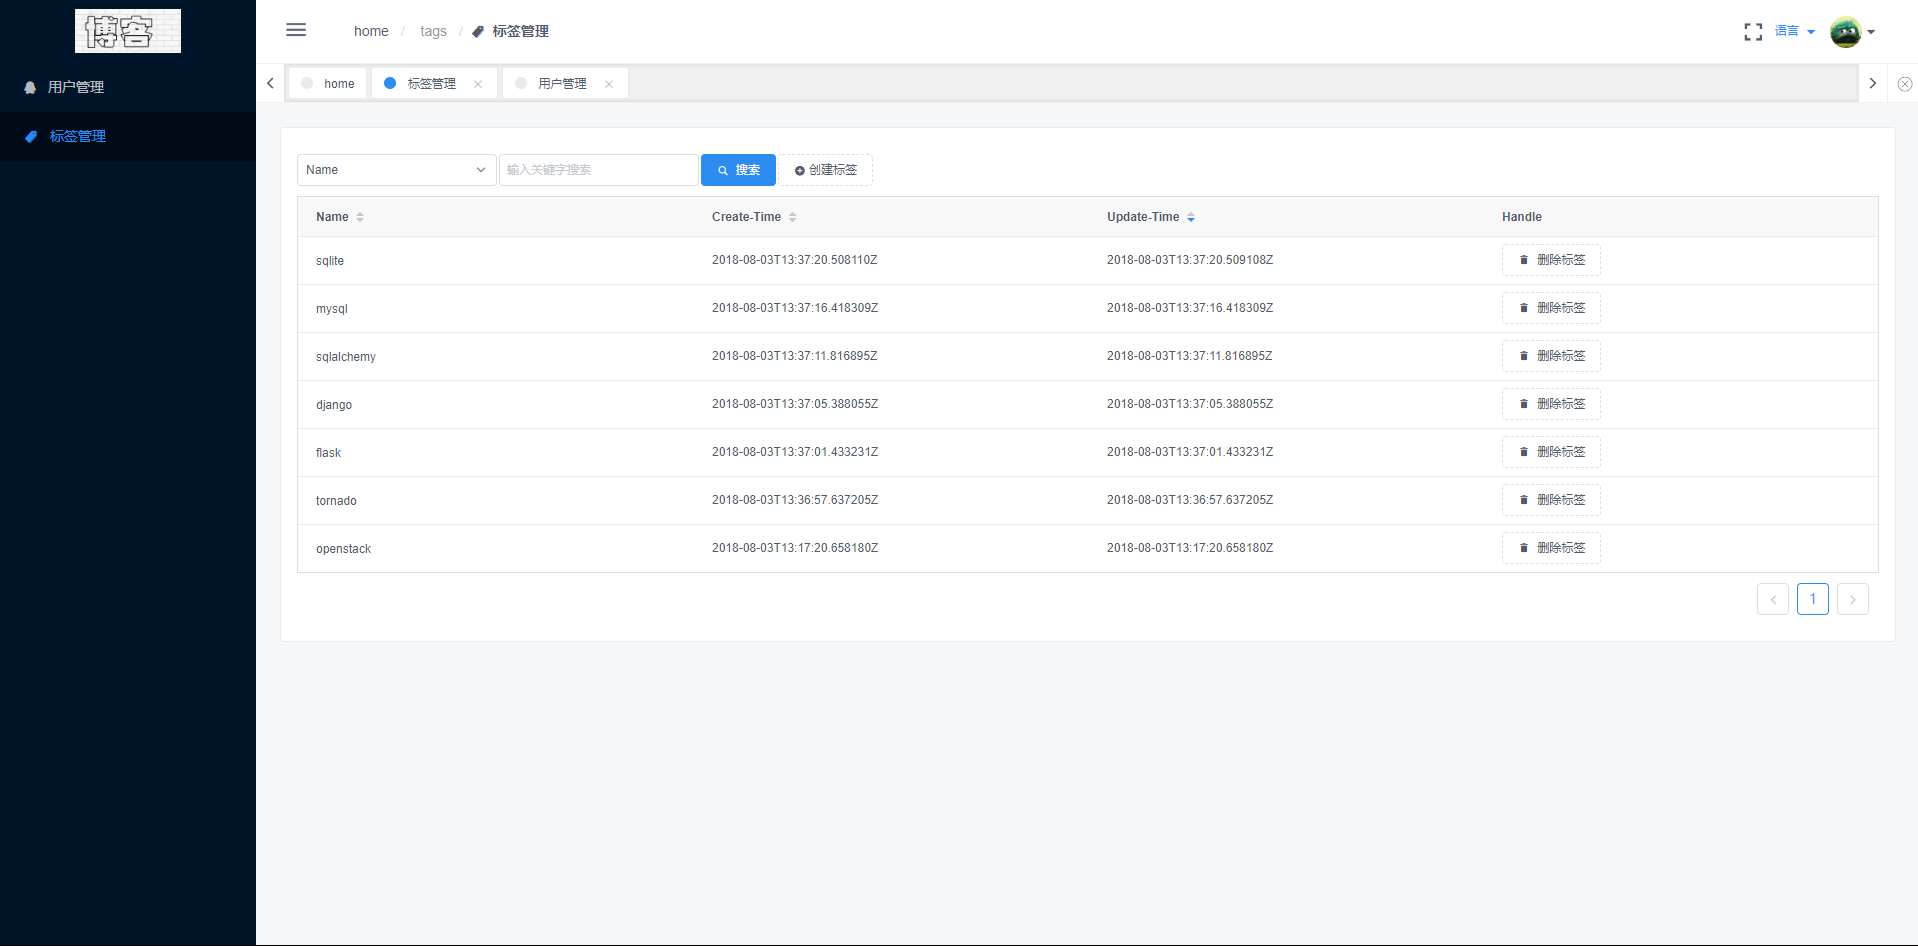 博客
用户管理
标签管理
home / tags / 标签管理
语言
home
标签管理
用户管理
Name
输入关键字搜索
搜索
创建标签
Name Create-Time Update-Time Handle
sqlite 2018-08-03T13:37:20.508110Z 2018-08-03T13:37:20.509108Z 删除标签
mysql 2018-08-03T13:37:16.418309Z 2018-08-03T13:37:16.418309Z 删除标签
sqlalchemy 2018-08-03T13:37:11.816895Z 2018-08-03T13:37:11.816895Z 删除标签
django 2018-08-03T13:37:05.388055Z 2018-08-03T13:37:05.388055Z 删除标签
flask 2018-08-03T13:37:01.433231Z 2018-08-03T13:37:01.433231Z 删除标签
tornado 2018-08-03T13:36:57.637205Z 2018-08-03T13:36:57.637205Z 删除标签
openstack 2018-08-03T13:17:20.658180Z 2018-08-03T13:17:20.658180Z 删除标签
1